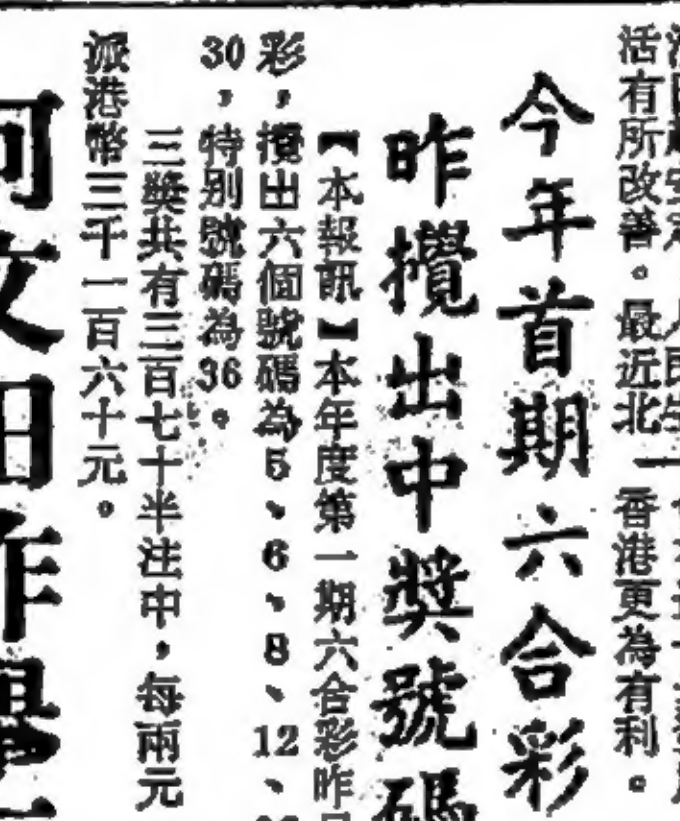 活有所改善。最近北
香港更為有利。
今年首期六合彩
昨攪出中獎號碼
【本報訊】本年度第一期六合彩昨
彩，攪出六個號碼為5、6、8、12、
30，特別號碼為36。
三獎共有三百七十半注中，每兩元
派港幣三千一百六十元。
何文田昨